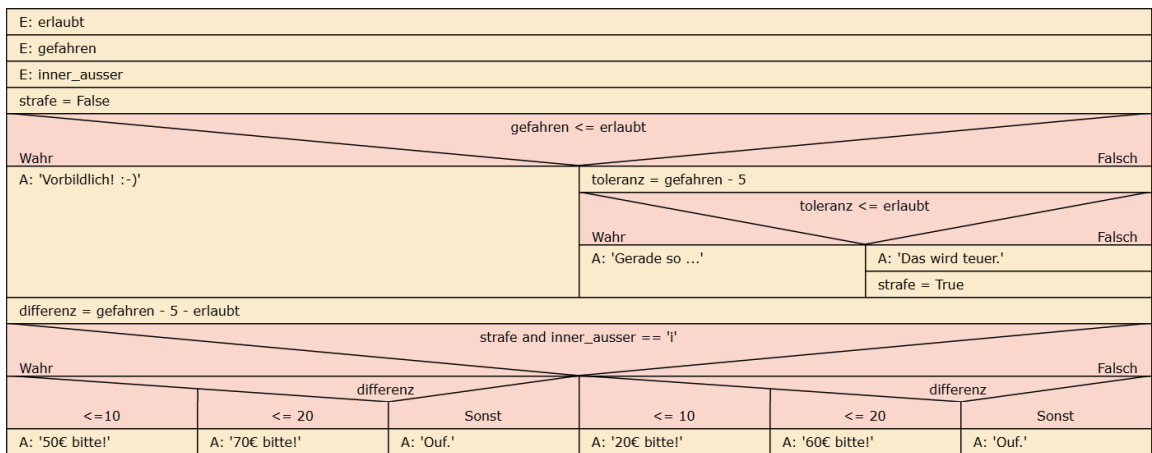 E: erlaubt
E: gefahren
E: inner_ausser
strafe = False
gefahren <= erlaubt
Wahr
Falsch
A: 'Vorbildlich! :-)'
toleranz = gefahren - 5
toleranz <= erlaubt
Wahr
Falsch
A: 'Gerade so ...'
A: 'Das wird teuer.'
strafe = True
differenz = gefahren - 5 - erlaubt
strafe and inner_ausser == 'i'
Wahr
Falsch
differenz
<=10
<= 20
Sonst
differenz
<= 10
<= 20
Sonst
A: '50€ bitte!'
A: '70€ bitte!'
A: 'Ouf.'
A: '20€ bitte!'
A: '60€ bitte!'
A: 'Ouf.'